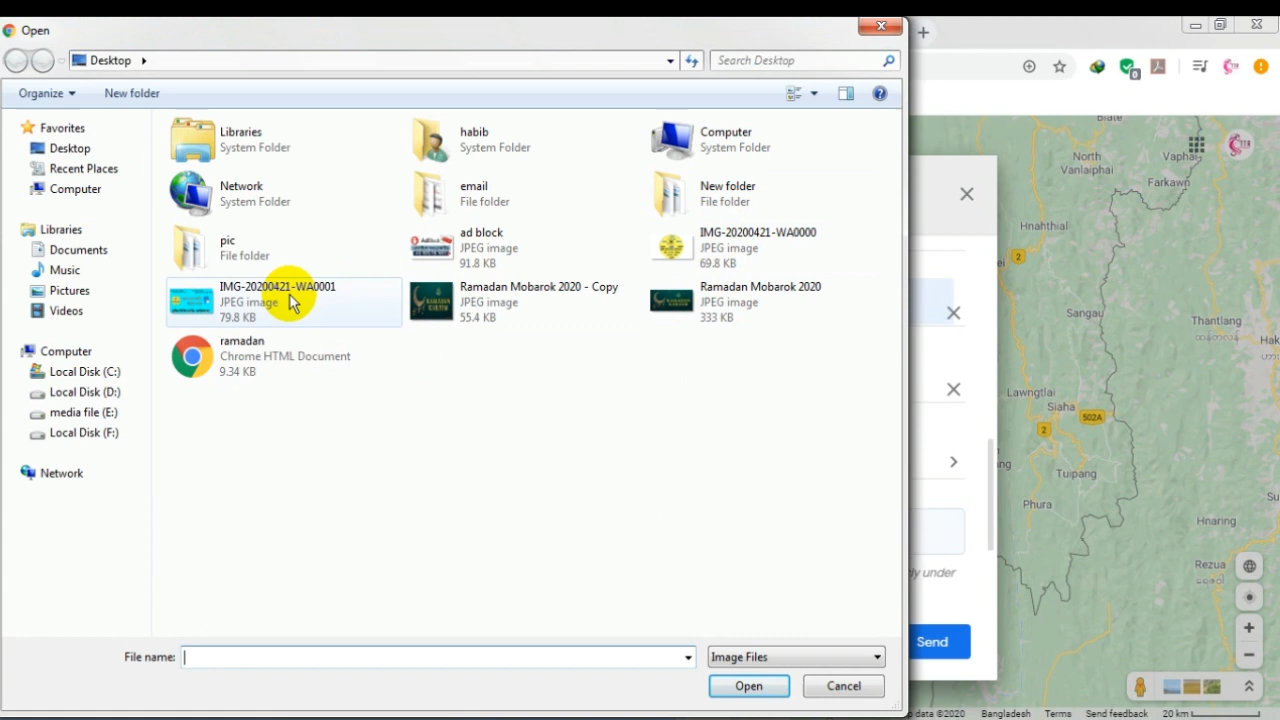 Open
Desktop
Search Desktop
Organize
New folder
Favorites
Desktop
Recent Places
Computer
Libraries
Documents
Music
Pictures
Videos
Computer
Local Disk (C:)
Local Disk (D:)
media file (E:)
Local Disk (F:)
Network
Libraries
System Folder
habib
System Folder
Computer
System Folder
Network
System Folder
email
File folder
New folder
File folder
pic
File folder
ad block
JPEG image
91.8 KB
IMG-20200421-WA0000
JPEG image
69.8 KB
IMG-20200421-WA0001
JPEG image
79.8 KB
Ramadan Mobarok 2020 - Copy
JPEG image
55.4 KB
Ramadan Mobarok 2020
JPEG image
333 KB
ramadan
Chrome HTML Document
9.34 KB
File name:
Image Files
Open
Cancel
North
Vanlaiphai
Vaphai
Farkawn
Hnahthial
2
Sangau
Thantlang
Lawngtlai
Siaha
502A
2
Tuipang
Phura
Hnaring
Rezua
ly under
Send
data ©2020
Bangladesh
Terms
Send feedback
20 km